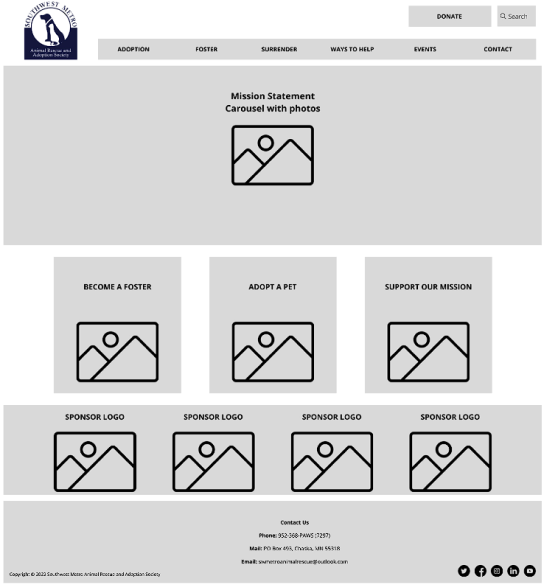 SOUTHWEST METRO
Animal Rescue and
Adoption Society
DONATE
Search
ADOPTION FOSTER SURRENDER WAYS TO HELP EVENTS CONTACT
Mission Statement
Carousel with photos
BECOME A FOSTER ADOPT A PET SUPPORT OUR MISSION
SPONSOR LOGO SPONSOR LOGO SPONSOR LOGO SPONSOR LOGO
Contact Us
Phone: 952-368-PAWS (7297)
Mail: PO Box 493, Chaska, MN 55318
Email: swmetroanimalrescue@outlook.com
Copyright © 2023 Southwest Metro Animal Rescue and Adoption Society